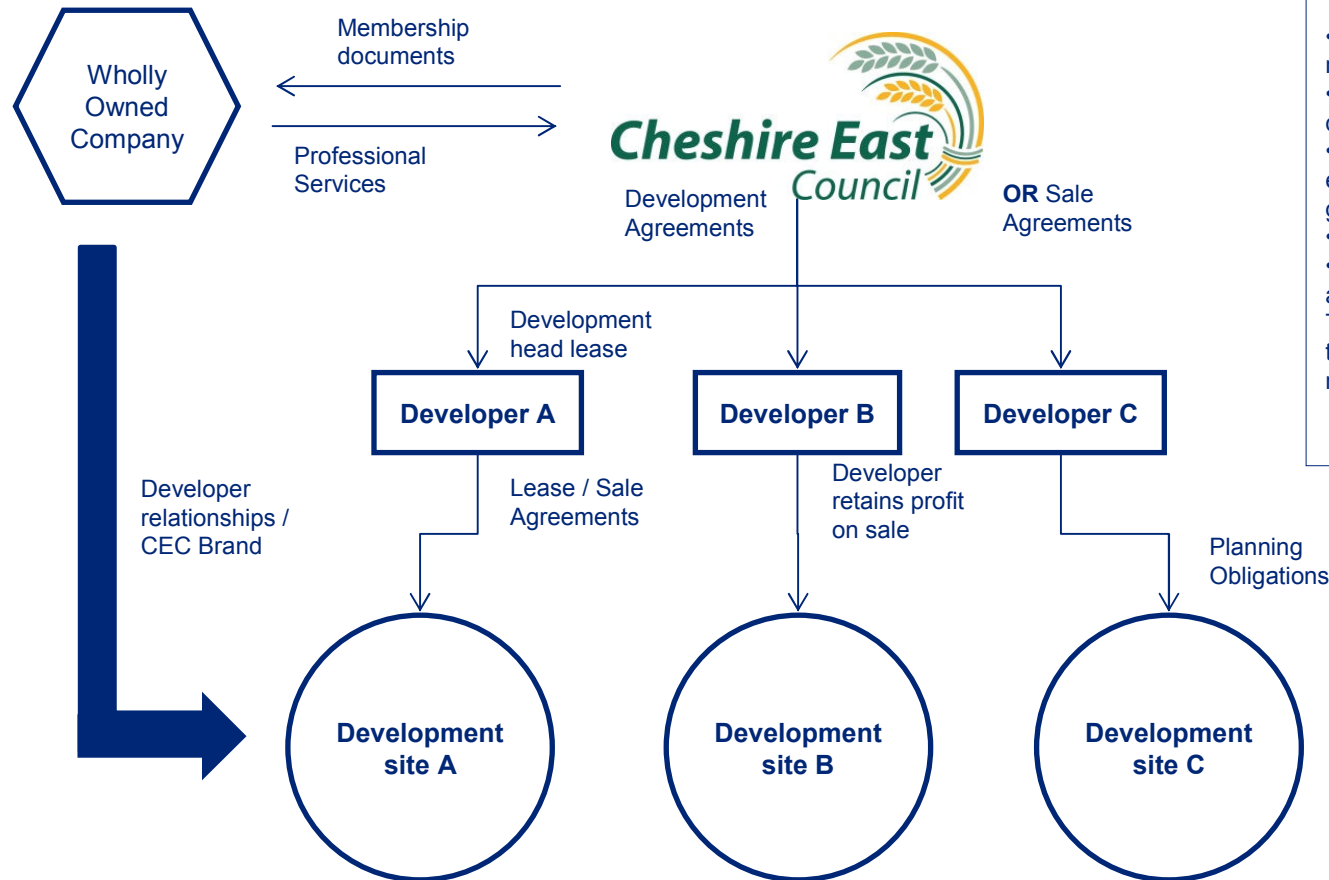 Membership
documents
Wholly
Owned
Company
Professional
Services
Cheshire East
Council
Development
Agreements
OR Sale
Agreements
Development
head lease
Developer A
Developer B
Developer C
Developer
relationships /
CEC Brand
Lease / Sale
Agreements
Developer
retains profit
on sale
Planning
Obligations
Development
site A
Development
site B
Development
site C